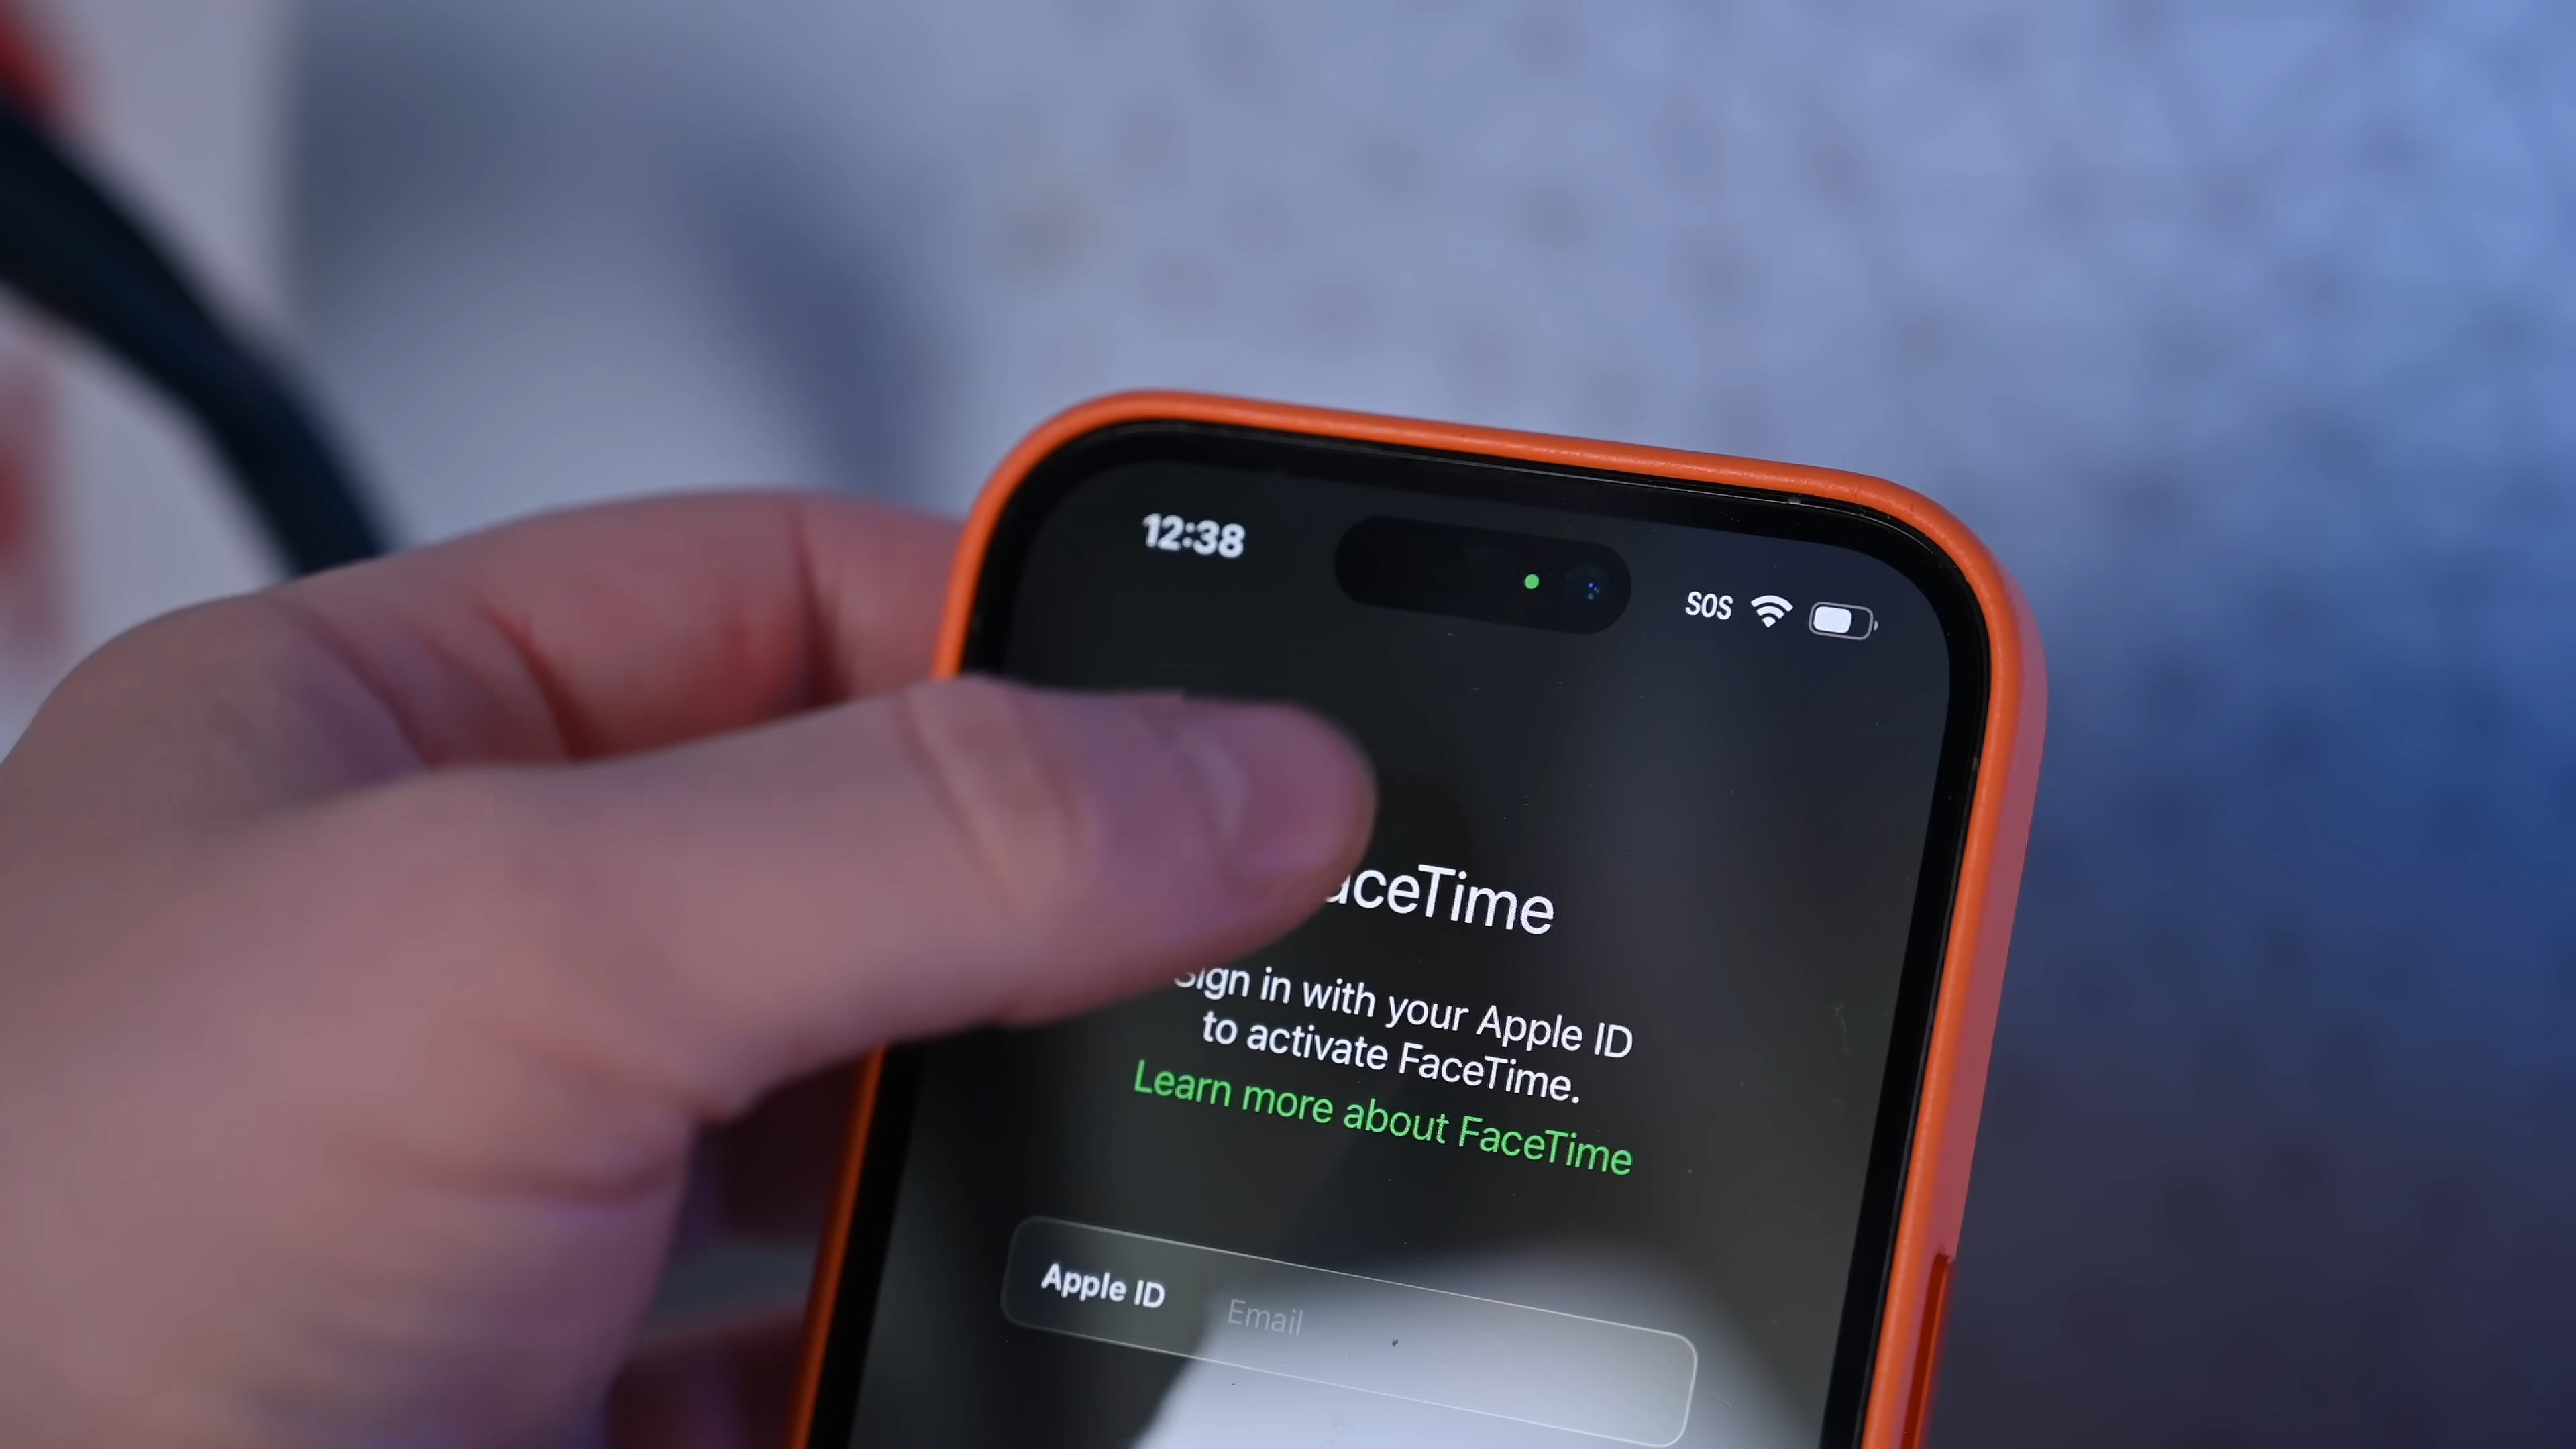 12:38
SOS
aceTime
Sign in with your Apple ID
to activate FaceTime.
Learn more about FaceTime
Apple ID Email